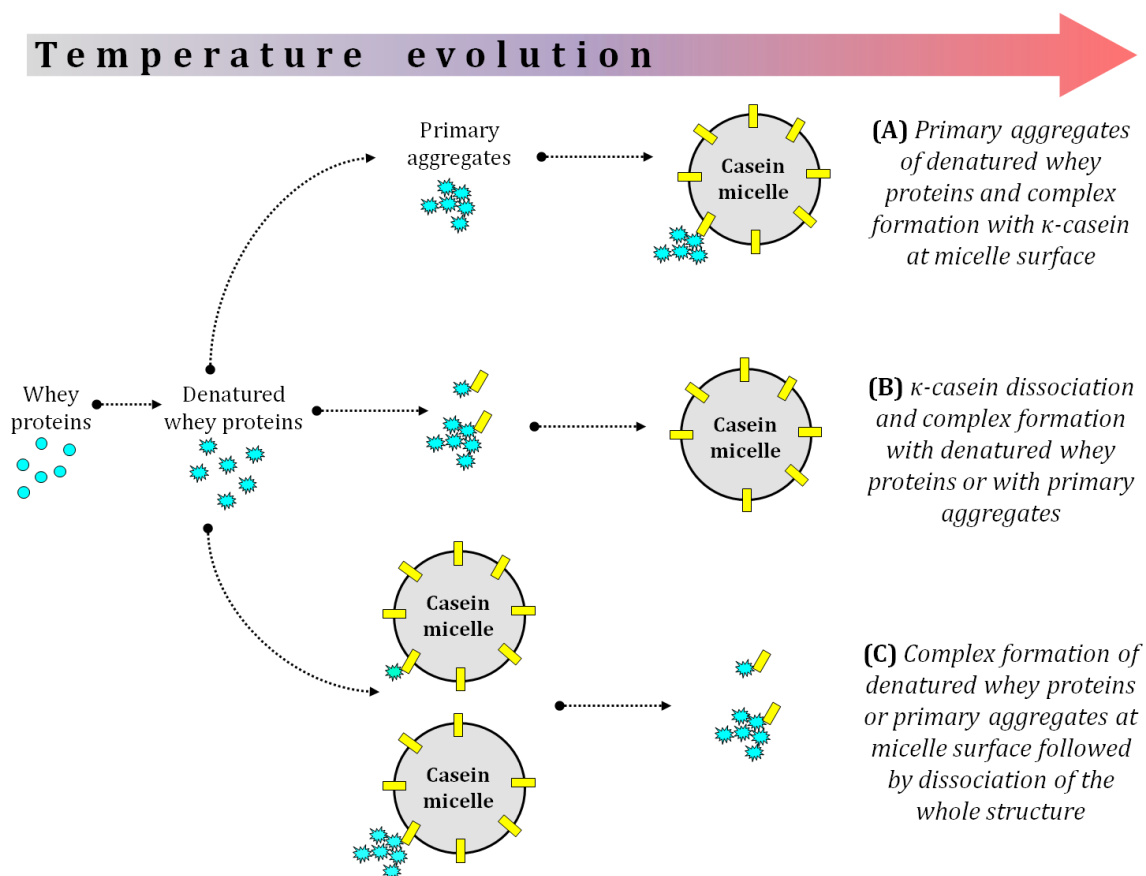 Temperature evolution
Primary
aggregates
Casein
micelle
(A) Primary aggregates
of denatured whey
proteins and complex
formation with κ-casein
at micelle surface
Whey
proteins
Denatured
whey proteins
Casein
micelle
(B) κ-casein dissociation
and complex formation
with denatured whey
proteins or with primary
aggregates
Casein
micelle
Casein
micelle
(C) Complex formation of
denatured whey proteins
or primary aggregates at
micelle surface followed
by dissociation of the
whole structure